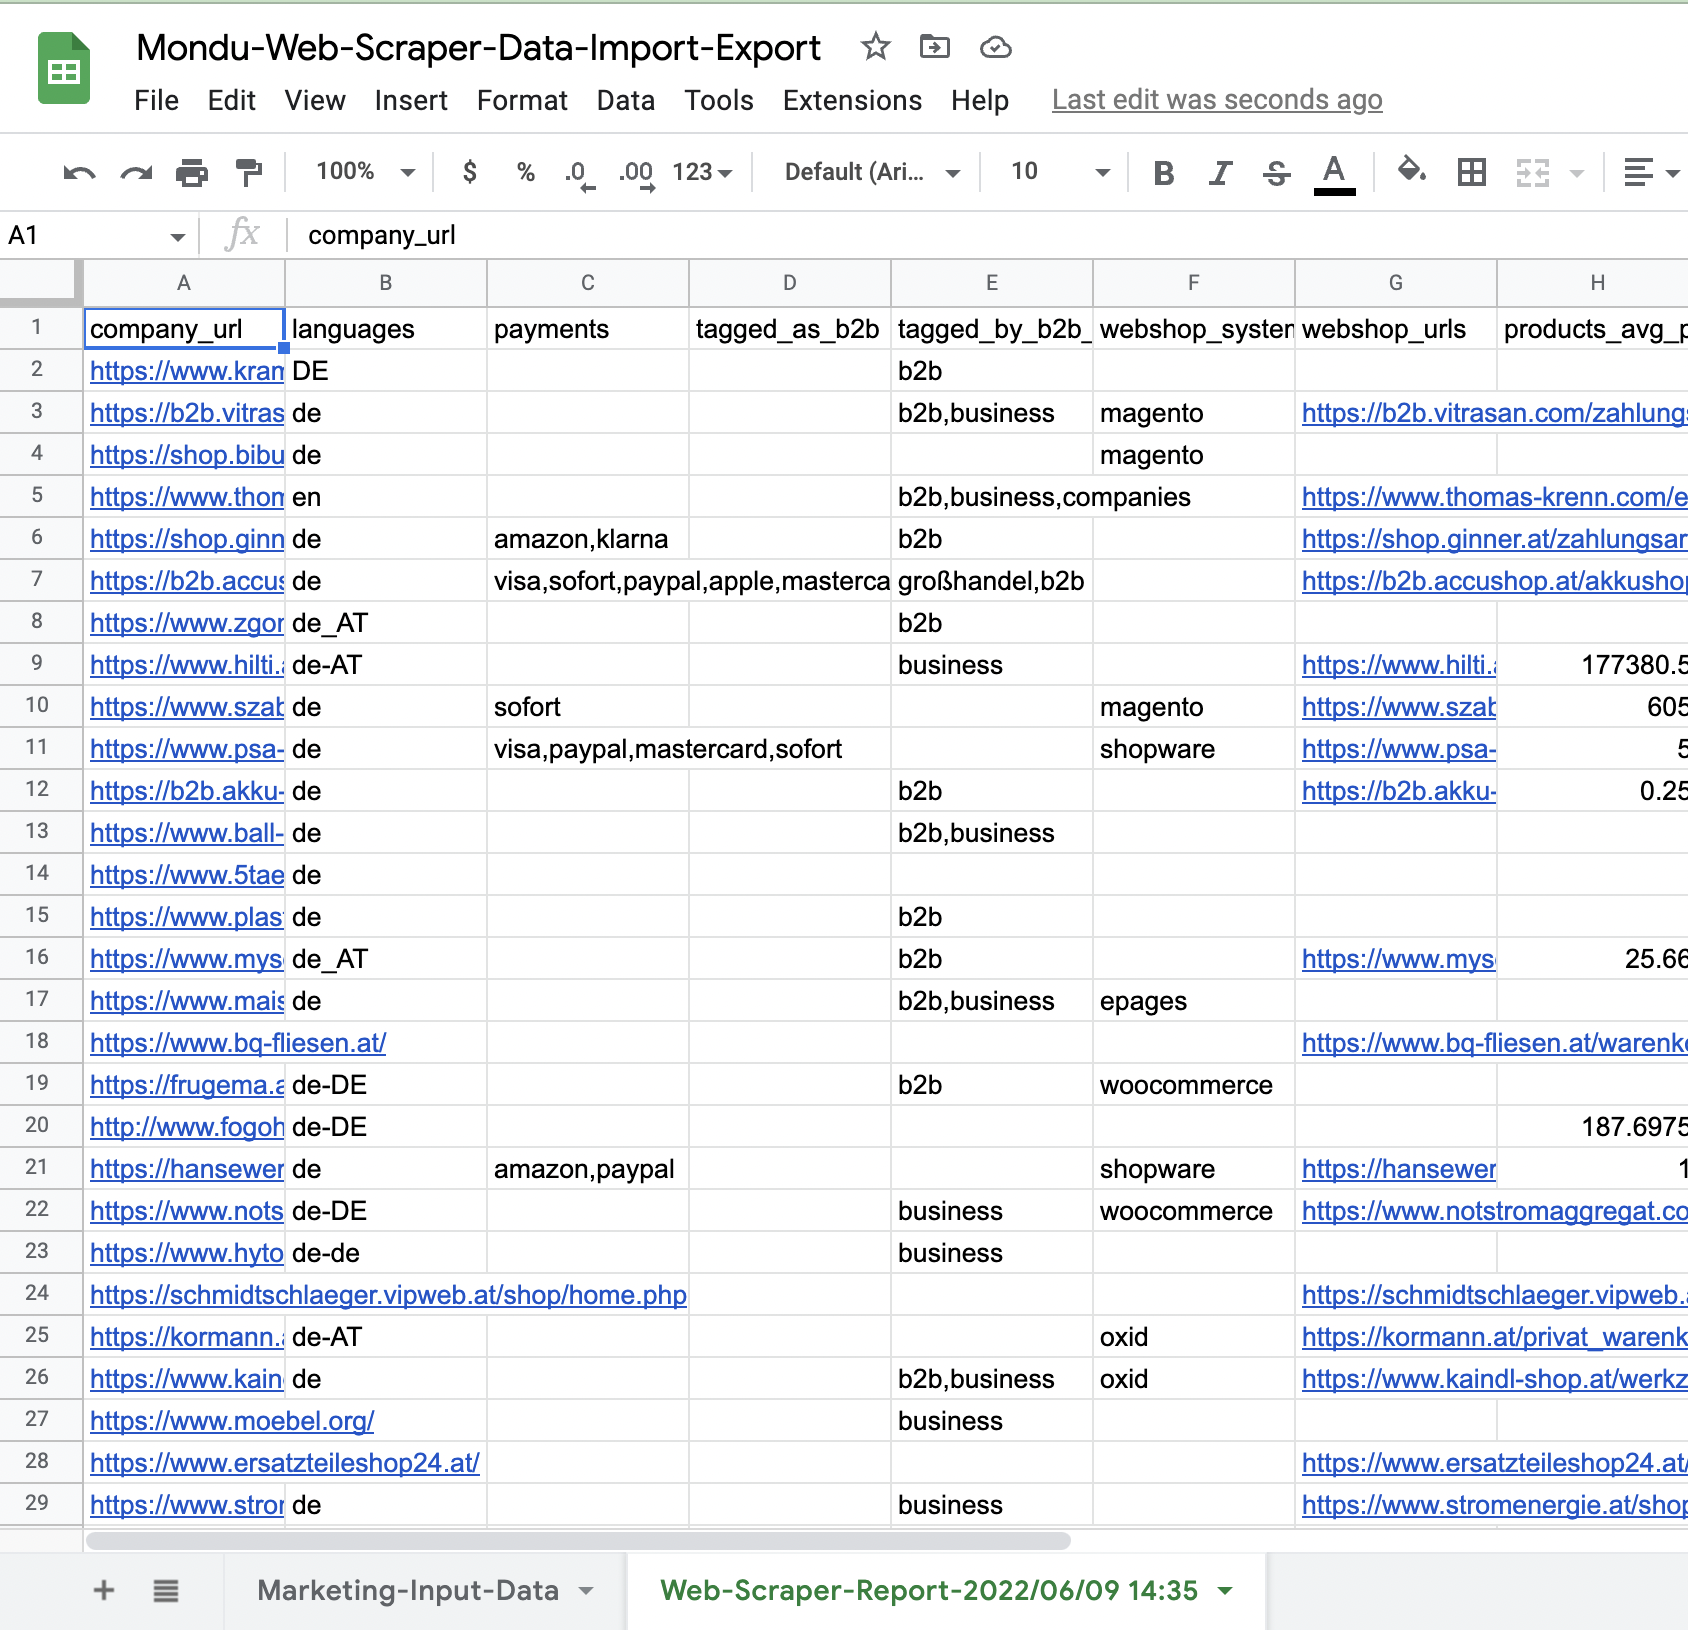 Mondu-Web-Scraper-Data-Import-Export
File Edit View Insert Format Data Tools Extensions Help Last edit was seconds ago
100% $ % .0 .00 123 Default (Ari... 10 B I S A
A1 fx company_url
A B C D E F G H
1 company_url languages payments tagged_as_b2b tagged_by_b2b_ webshop_system webshop_urls products_avg_p
2 https://www.kram DE b2b
3 https://b2b.vitras de b2b,business magento https://b2b.vitrasan.com/zahlungs
4 https://shop.bibu de magento
5 https://www.thom en b2b,business,companies https://www.thomas-krenn.com/e
6 https://shop.ginn de amazon,klarna b2b https://shop.ginner.at/zahlungsar
7 https://b2b.accus de visa,sofort,paypal,apple,masterca großhandel,b2b https://b2b.accushop.at/akkushop
8 https://www.zgor de_AT b2b
9 https://www.hilti.a de-AT business https://www.hilti.a 177380.5
10 https://www.szab de sofort magento https://www.szab 605
11 https://www.psa- de visa,paypal,mastercard,sofort shopware https://www.psa- 5
12 https://b2b.akku- de b2b https://b2b.akku- 0.25
13 https://www.ball- de b2b,business
14 https://www.5tae de
15 https://www.plast de b2b
16 https://www.myso de_AT b2b https://www.myso 25.66
17 https://www.mais de b2b,business epages
18 https://www.bq-fliesen.at/ https://www.bq-fliesen.at/warenko
19 https://frugema.a de-DE b2b woocommerce
20 http://www.fogoh de-DE 187.6975
21 https://hansewer de amazon,paypal shopware https://hansewer 1
22 https://www.nots de-DE business woocommerce https://www.notstromaggregat.co
23 https://www.hyto de-de business
24 https://schmidtschlaeger.vipweb.at/shop/home.php https://schmidtschlaeger.vipweb.a
25 https://kormann.a de-AT oxid https://kormann.at/privat_warenk
26 https://www.kain de b2b,business oxid https://www.kaindl-shop.at/werkz
27 https://www.moebel.org/ business
28 https://www.ersatzteileshop24.at/ https://www.ersatzteileshop24.at/
29 https://www.stror de business https://www.stromenergie.at/shop
+ Marketing-Input-Data Web-Scraper-Report-2022/06/09 14:35